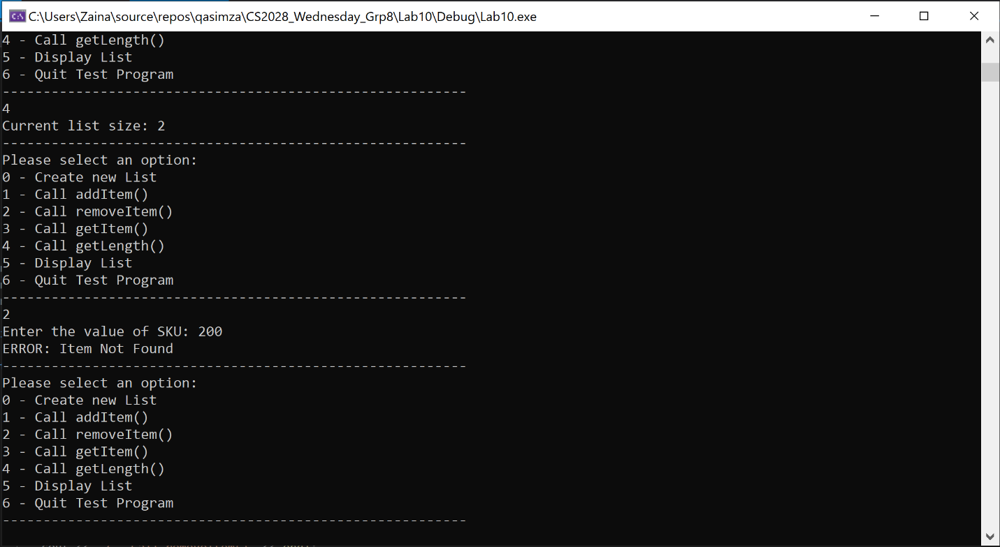 C:\Users\Zaina\source\repos\qasimza\CS2028_Wednesday_Grp8\Lab10\Debug\Lab10.exe
4 - Call getLength()
5 - Display List
6 - Quit Test Program
---------------------------------------------------------
4
Current list size: 2
---------------------------------------------------------
Please select an option:
0 - Create new List
1 - Call addItem()
2 - Call removeItem()
3 - Call getItem()
4 - Call getLength()
5 - Display List
6 - Quit Test Program
---------------------------------------------------------
2
Enter the value of SKU: 200
ERROR: Item Not Found
---------------------------------------------------------
Please select an option:
0 - Create new List
1 - Call addItem()
2 - Call removeItem()
3 - Call getItem()
4 - Call getLength()
5 - Display List
6 - Quit Test Program
---------------------------------------------------------